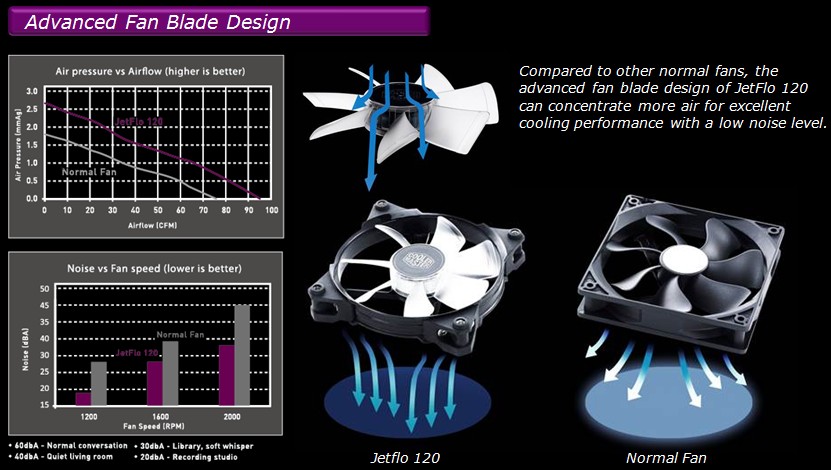 Advanced Fan Blade Design
Air pressure vs Airflow (higher is better)
Air Pressure (mmAg)
3.0
2.5
2.0
1.5
1.0
0.5
0.0
JetFlo 120
Normal Fan
0 10 20 30 40 50 60 70 80 90 100
Airflow (CFM)
Compared to other normal fans, the
advanced fan blade design of JetFlo 120
can concentrate more air for excellent
cooling performance with a low noise level.
Noise vs Fan speed (lower is better)
Noise (dBA)
50
35
45
40
30
25
20
15
Normal Fan
JetFlo 120
1200 1600 2000
Fan Speed (RPM)
• 60dbA - Normal conversation • 30dbA - Library, soft whisper
• 40dbA - Quiet living room • 20dbA - Recording studio
Jetflo 120
Normal Fan